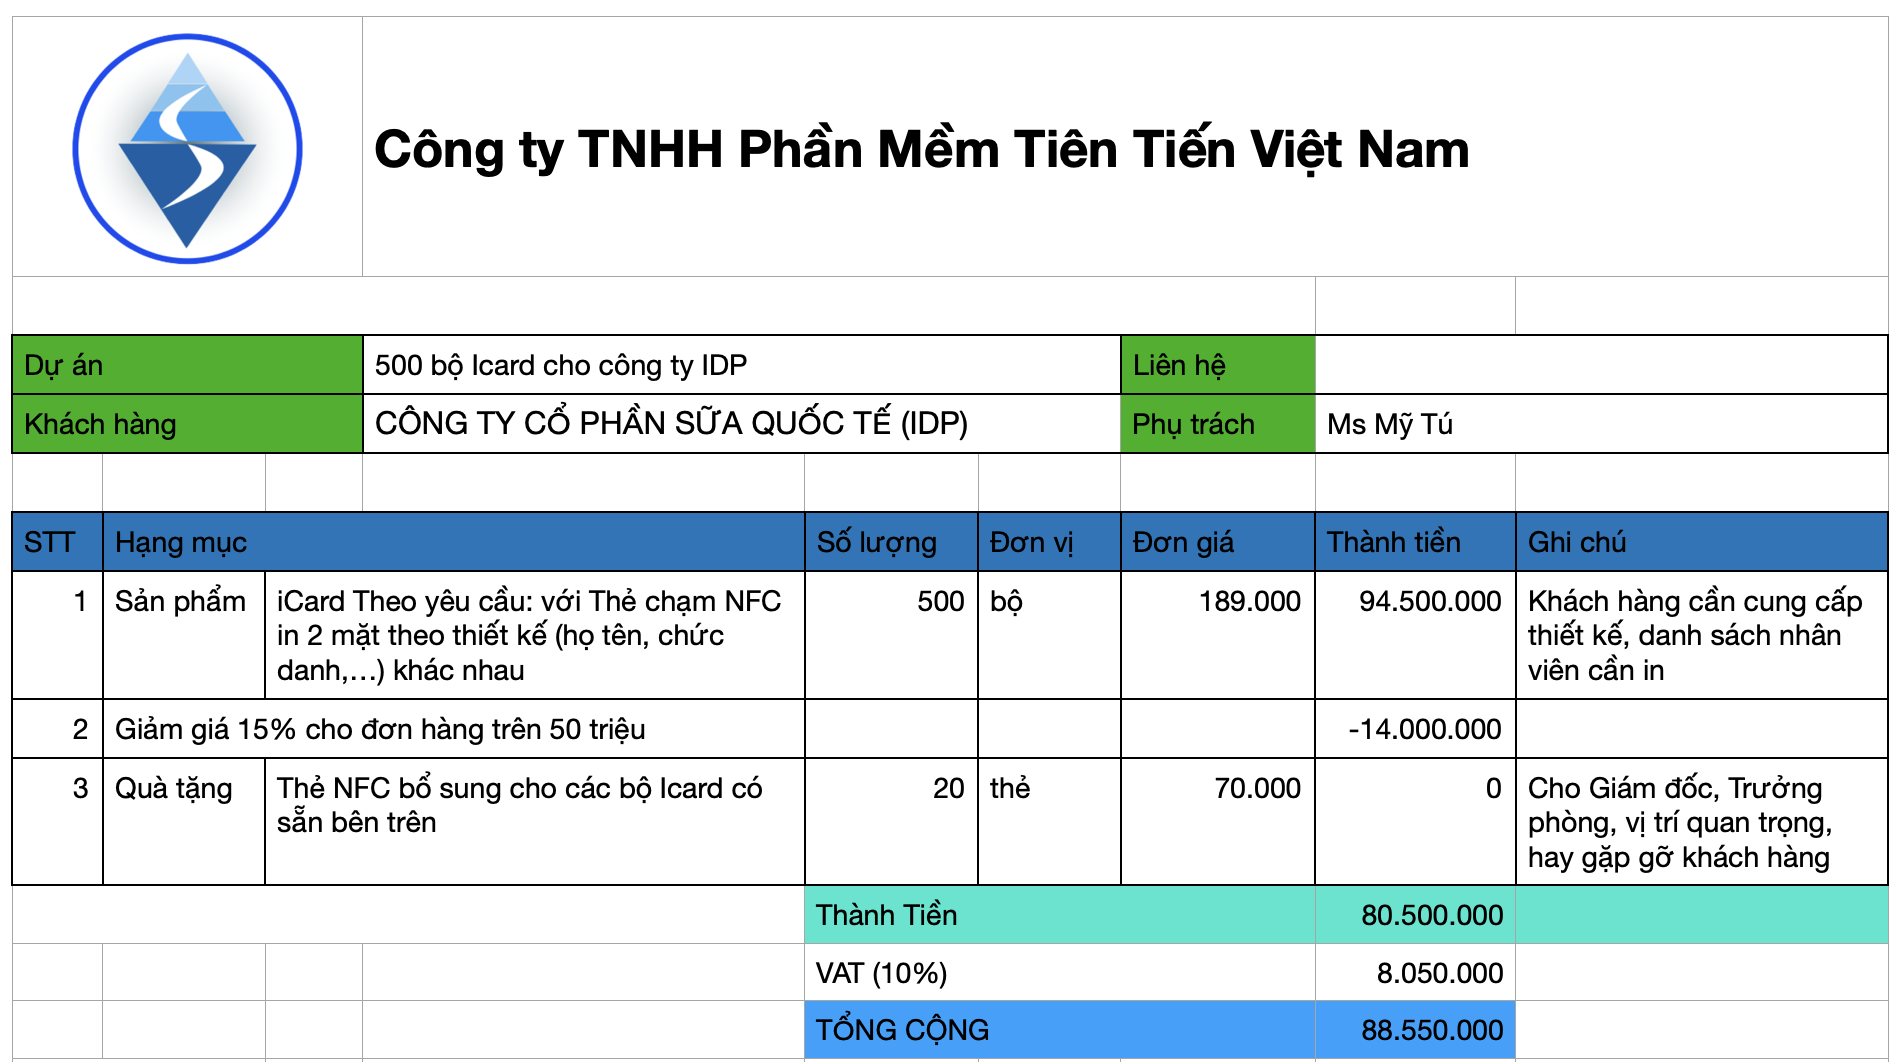 Công ty TNHH Phần Mềm Tiên Tiến Việt Nam
Dự án 500 bộ Icard cho công ty IDP Liên hệ
Khách hàng CÔNG TY CỔ PHẦN SỮA QUỐC TẾ (IDP) Phụ trách Ms Mỹ Tú
STT Hạng mục Số lượng Đơn vị Đơn giá Thành tiền Ghi chú
1 Sản phẩm iCard Theo yêu cầu: với Thẻ chạm NFC 500 bộ 189.000 94.500.000 Khách hàng cần cung cấp
in 2 mặt theo thiết kế (họ tên, chức thiết kế, danh sách nhân
danh,…) khác nhau viên cần in
2 Giảm giá 15% cho đơn hàng trên 50 triệu -14.000.000
3 Quà tặng Thẻ NFC bổ sung cho các bộ Icard có 20 thẻ 70.000 0 Cho Giám đốc, Trưởng
sẵn bên trên phòng, vị trí quan trọng,
hay gặp gỡ khách hàng
Thành Tiền 80.500.000
VAT (10%) 8.050.000
TỔNG CỘNG 88.550.000